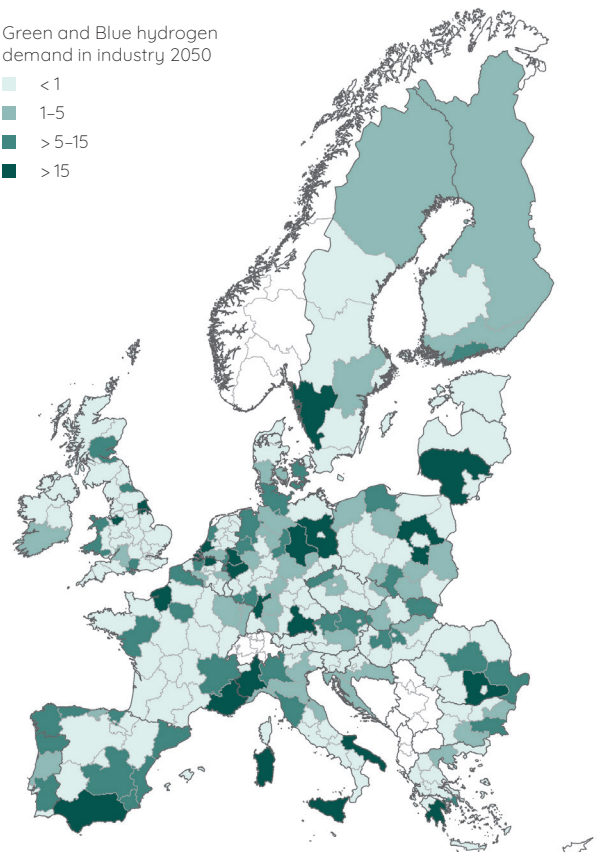 Green and Blue hydrogen
demand in industry 2050
< 1
1–5
> 5–15
> 15